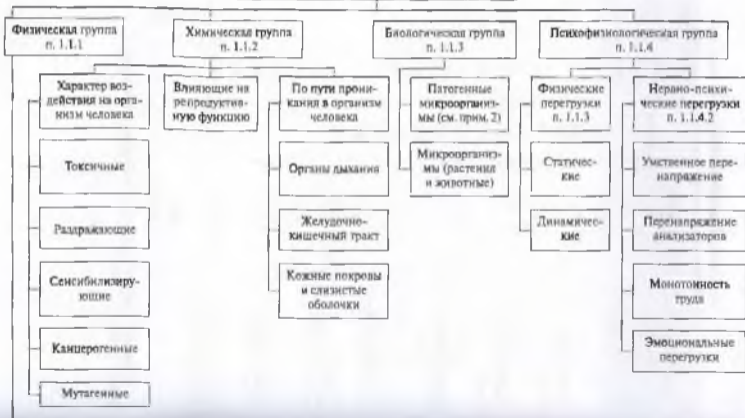 Физическая группа
п. 1.1.1
Химическая группа
п. 1.1.2
Биологическая группа
п. 1.1.3
Психофизиологическая группа
п. 1.1.4
Характер воз-
действия на орга-
низм человека
Токсичные
Раздражающие
Сенсибилизиру-
ющие
Канцерогенные
Мутагенные
Влияющие на
репродуктив-
ную функцию
По пути прони-
кания в организм
человека
Органы дыхания
Желудочно-
кишечный тракт
Кожные покровы
и слизистые
оболочки
Патогенные
микроорганиз-
мы (см. прим. 2)
Микроорганиз-
мы (растения
и животные)
Физические
перегрузки
п. 1.1.3
Статичес-
кие
Динамичес-
кие
Нервно-психи-
ческие перегрузки
п. 1.1.4.2
Умственное пере-
напряжение
Перенапряжение
анализаторов
Монотонность
труда
Эмоциональные
перегрузки